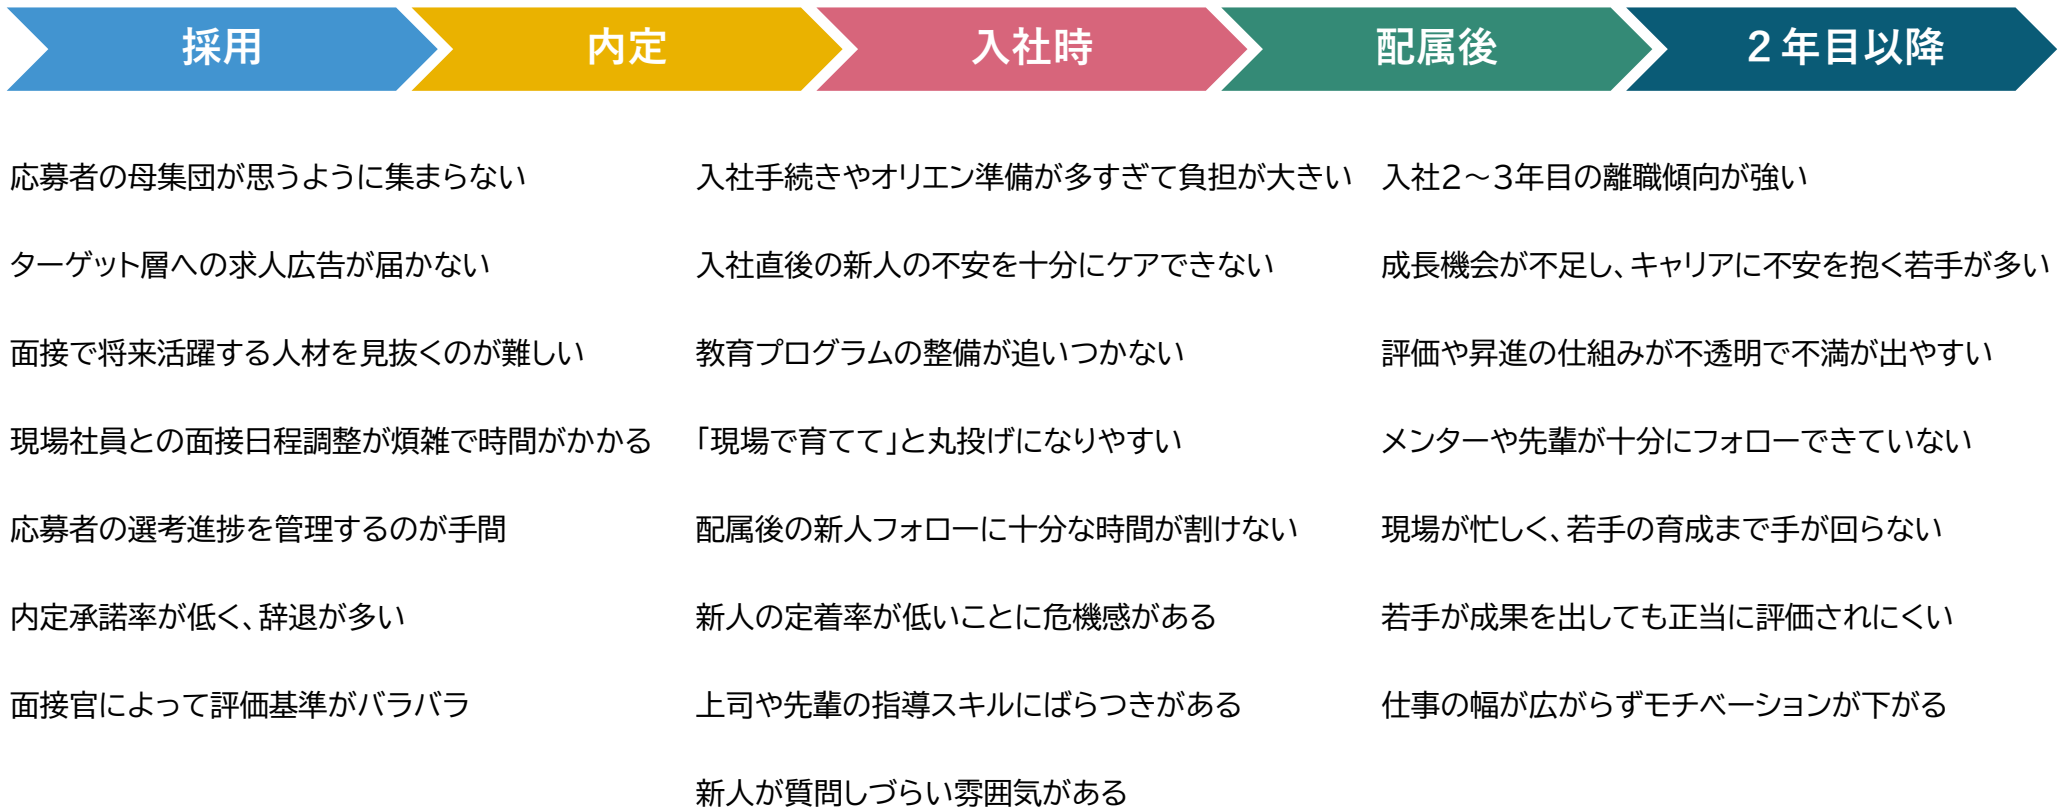 採用
内定
入社時
配属後
2年目以降
応募者の母集団が思うように集まらない
ターゲット層への求人広告が届かない
面接で将来活躍する人材を見抜くのが難しい
現場社員との面接日程調整が煩雑で時間がかかる
応募者の選考進捗を管理するのが手間
内定承諾率が低く、辞退が多い
面接官によって評価基準がバラバラ
入社手続きやオリエン準備が多すぎて負担が大きい
入社直後の新人の不安を十分にケアできない
教育プログラムの整備が追いつかない
「現場で育てて」と丸投げになりやすい
配属後の新人フォローに十分な時間が割けない
新人の定着率が低いことに危機感がある
上司や先輩の指導スキルにばらつきがある
新人が質問しづらい雰囲気がある
入社2～3年目の離職傾向が強い
成長機会が不足し、キャリアに不安を抱く若手が多い
評価や昇進の仕組みが不透明で不満が出やすい
メンターや先輩が十分にフォローできていない
現場が忙しく、若手の育成まで手が回らない
若手が成果を出しても正当に評価されにくい
仕事の幅が広がらずモチベーションが下がる